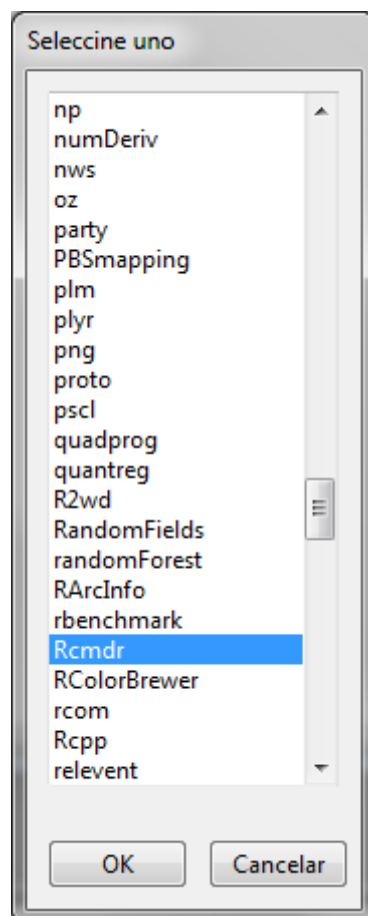 Seleccine uno
np
numDeriv
nws
oz
party
PBSmapping
plm
plyr
png
proto
pscl
quadprog
quantreg
R2wd
RandomFields
randomForest
RArcInfo
rbenchmark
Rcmdr
RColorBrewer
rcom
Rcpp
relevent
OK Cancelar